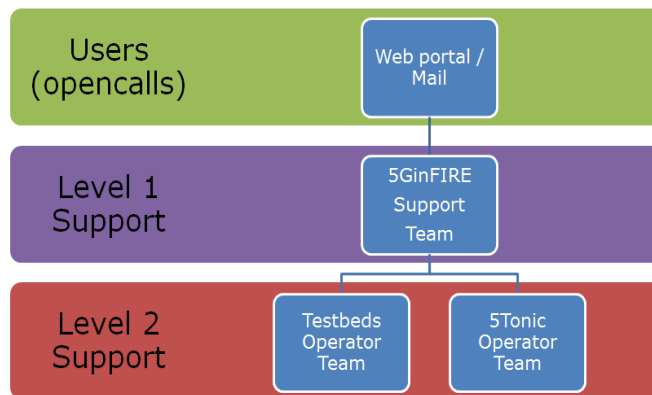 Users
(opencalls)
Web portal /
Mail
Level 1
Support
5GinFIRE
Support
Team
Level 2
Support
Testbeds
Operator
Team
5Tonic
Operator
Team